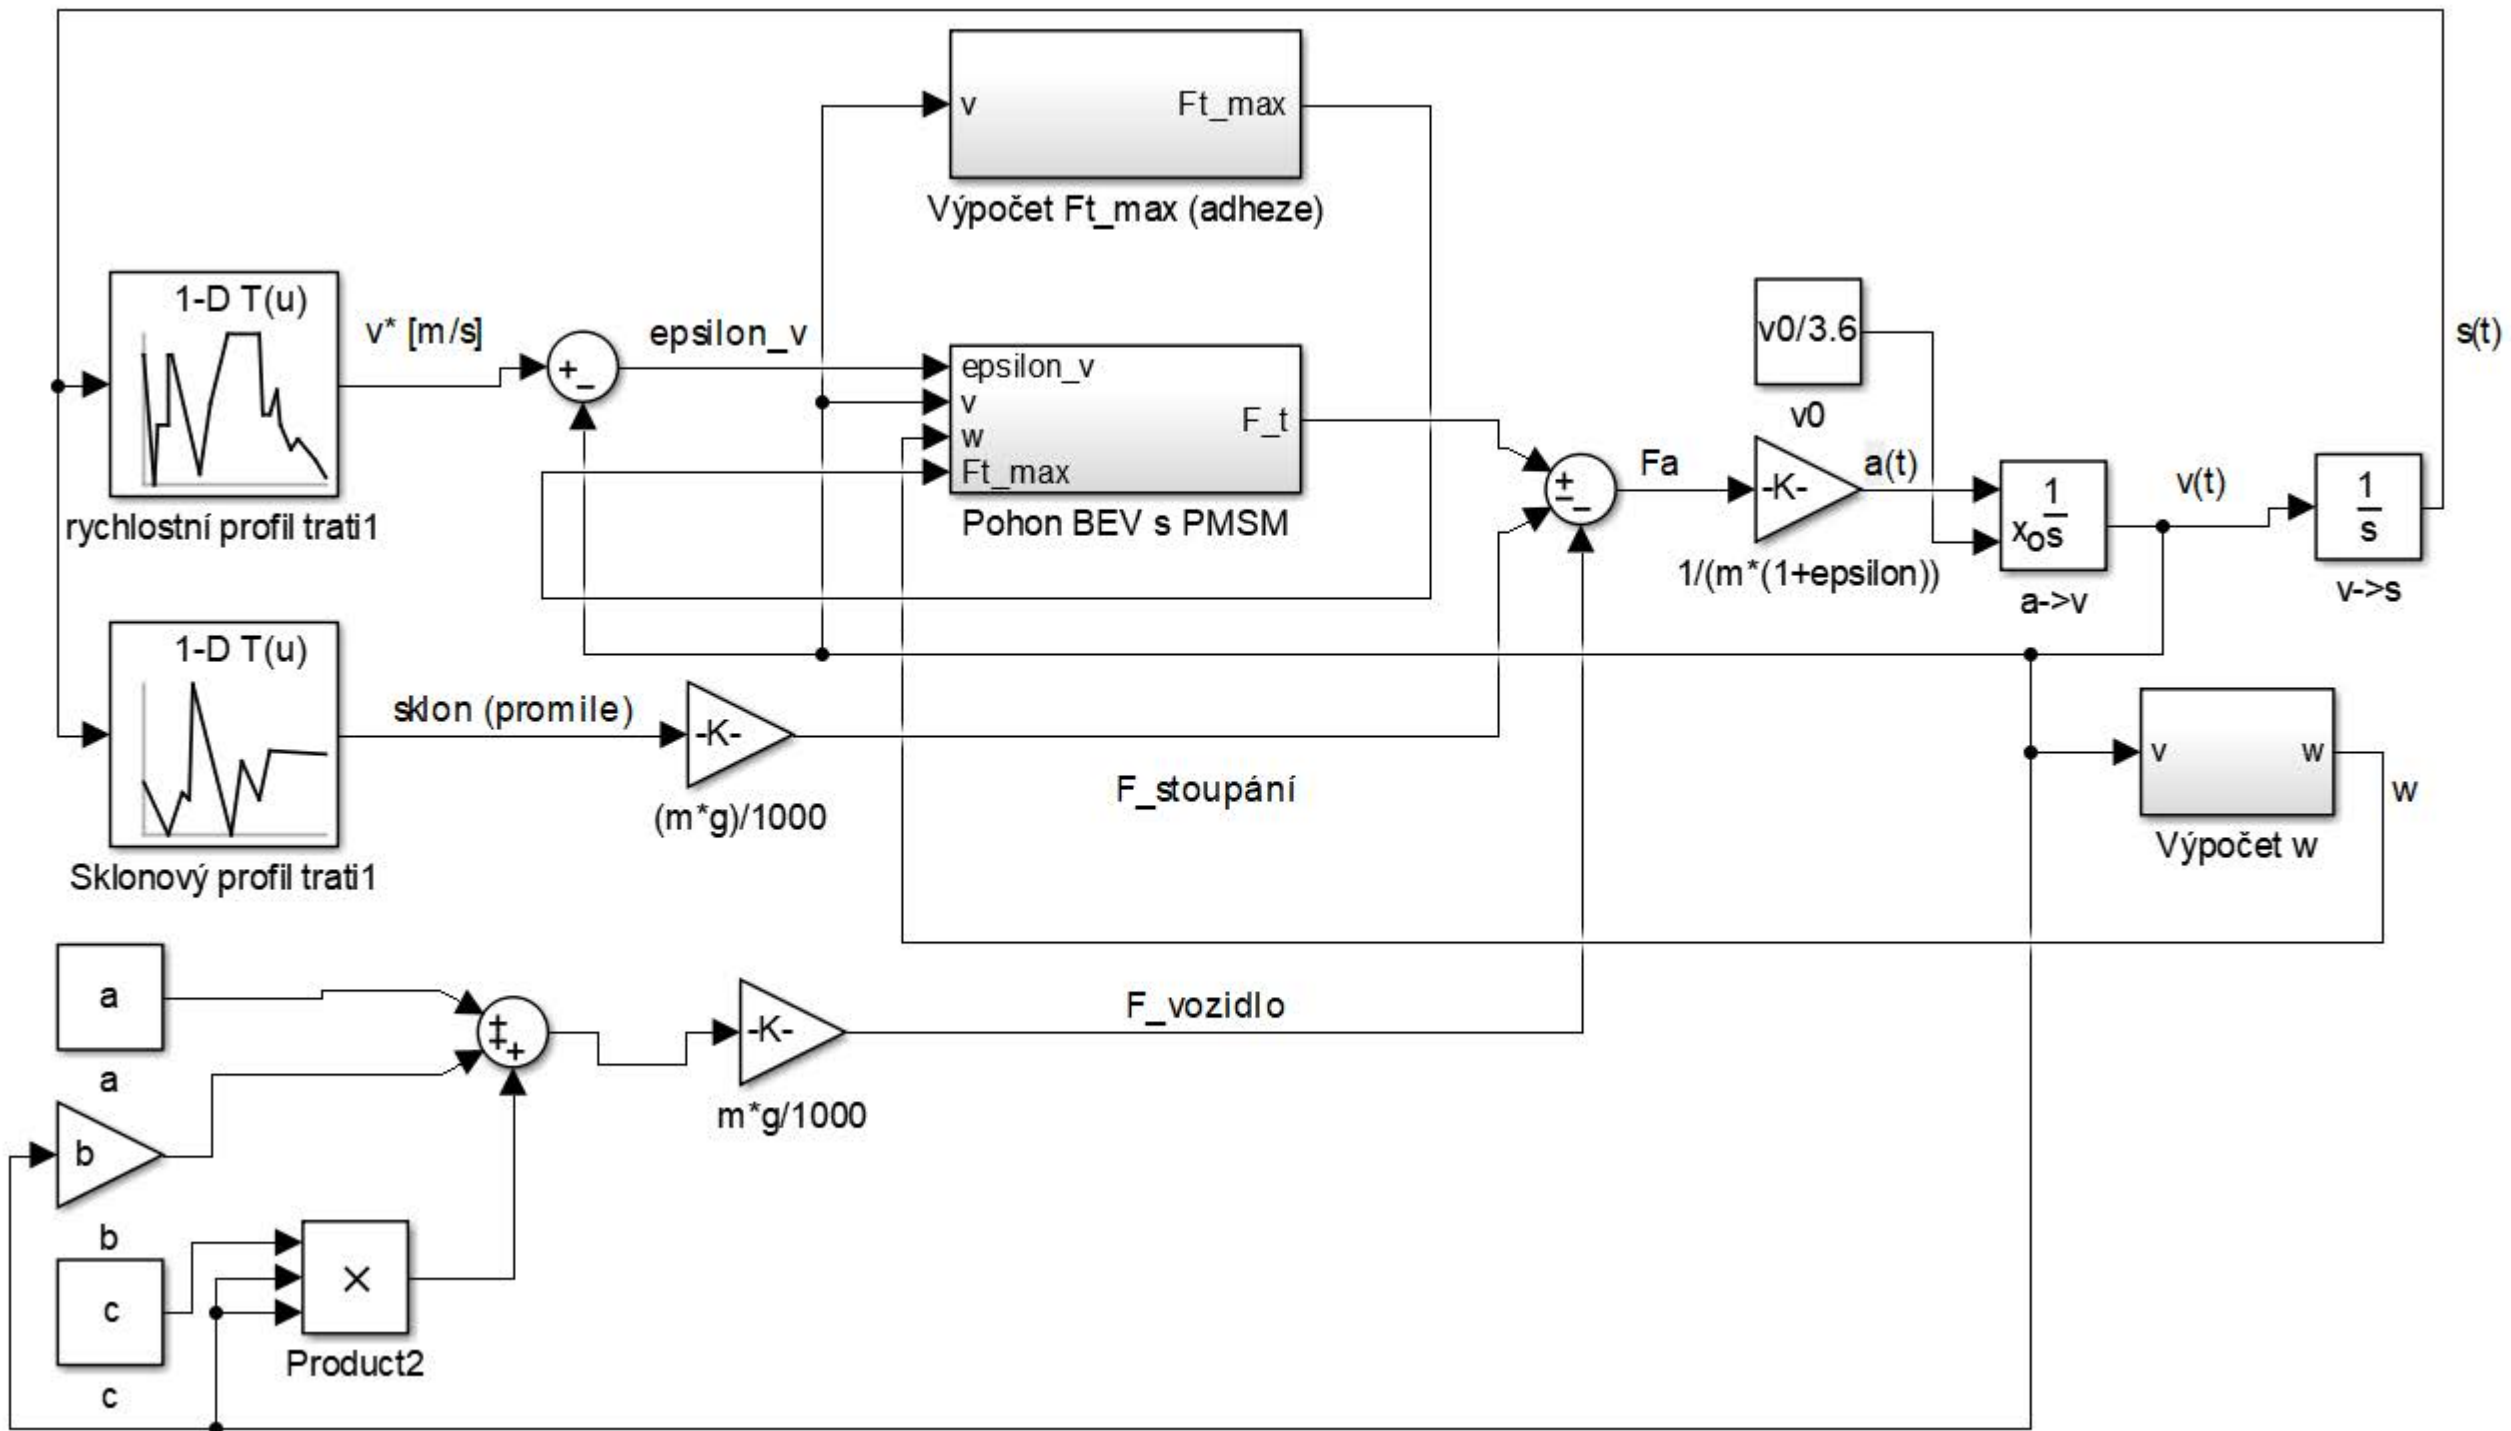 v
Ft_max
Výpočet Ft_max (adheze)
1-D T(u)
rychlostní profil trati1
v* [m/s]
+
−
epsilon_v
epsilon_v
v
w
Ft_max
F_t
Pohon BEV s PMSM
+
−
−
Fa
v0/3.6
v0
-K-
1/(m*(1+epsilon))
a(t)
1
s
xo
a->v
v(t)
1
s
v->s
s(t)
1-D T(u)
Sklonový profil trati1
sklon (promile)
-K-
(m*g)/1000
F_stoupání
v
w
Výpočet w
w
a
a
+
+
+
-K-
m*g/1000
F_vozidlo
b
b
c
c
×
Product2